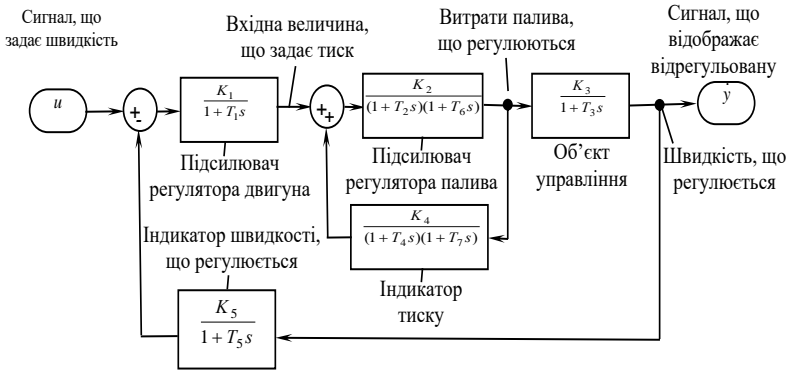 Сигнал, що
задає швидкість
Вхідна величина,
що задає тиск
Витрати палива,
що регулюються
Сигнал, що
відображає
відрегульовану
u
+
-
K₁
1 + T₁s
+
+
K₂
(1 + T₂s)(1 + T₆s)
K₃
1 + T₃s
y
Підсилювач
регулятора двигуна
Підсилювач
регулятора палива
Об’єкт
управління
Швидкість, що
регулюється
K₄
(1 + T₄s)(1 + T₇s)
Індикатор швидкості,
що регулюється
Індикатор
тиску
K₅
1 + T₅s